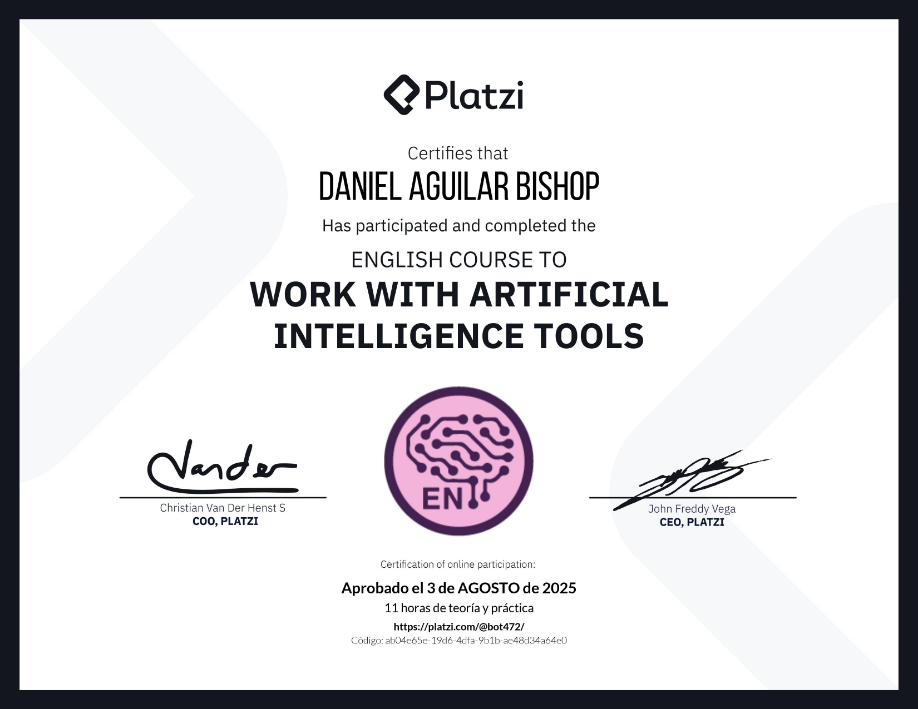 Platzi
Certifies that
DANIEL AGUILAR BISHOP
Has participated and completed the
ENGLISH COURSE TO
WORK WITH ARTIFICIAL
INTELLIGENCE TOOLS
Vander
EN
Christian Van Der Henst S
COO, PLATZI
John Freddy Vega
CEO, PLATZI
Certification of online participation:
Aprobado el 3 de AGOSTO de 2025
11 horas de teoría y práctica
https://platzi.com/@bot472/
Código: ab04e65e-19d6-4dfa-9b1b-ae48d34a64e0